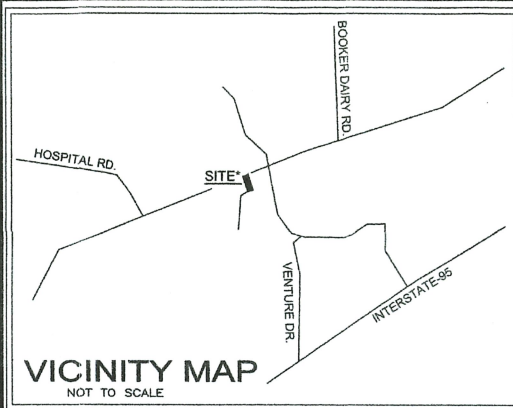 BOOKER DAIRY RD.
HOSPITAL RD.
SITE*
VENTURE DR.
INTERSTATE-95
VICINITY MAP
NOT TO SCALE